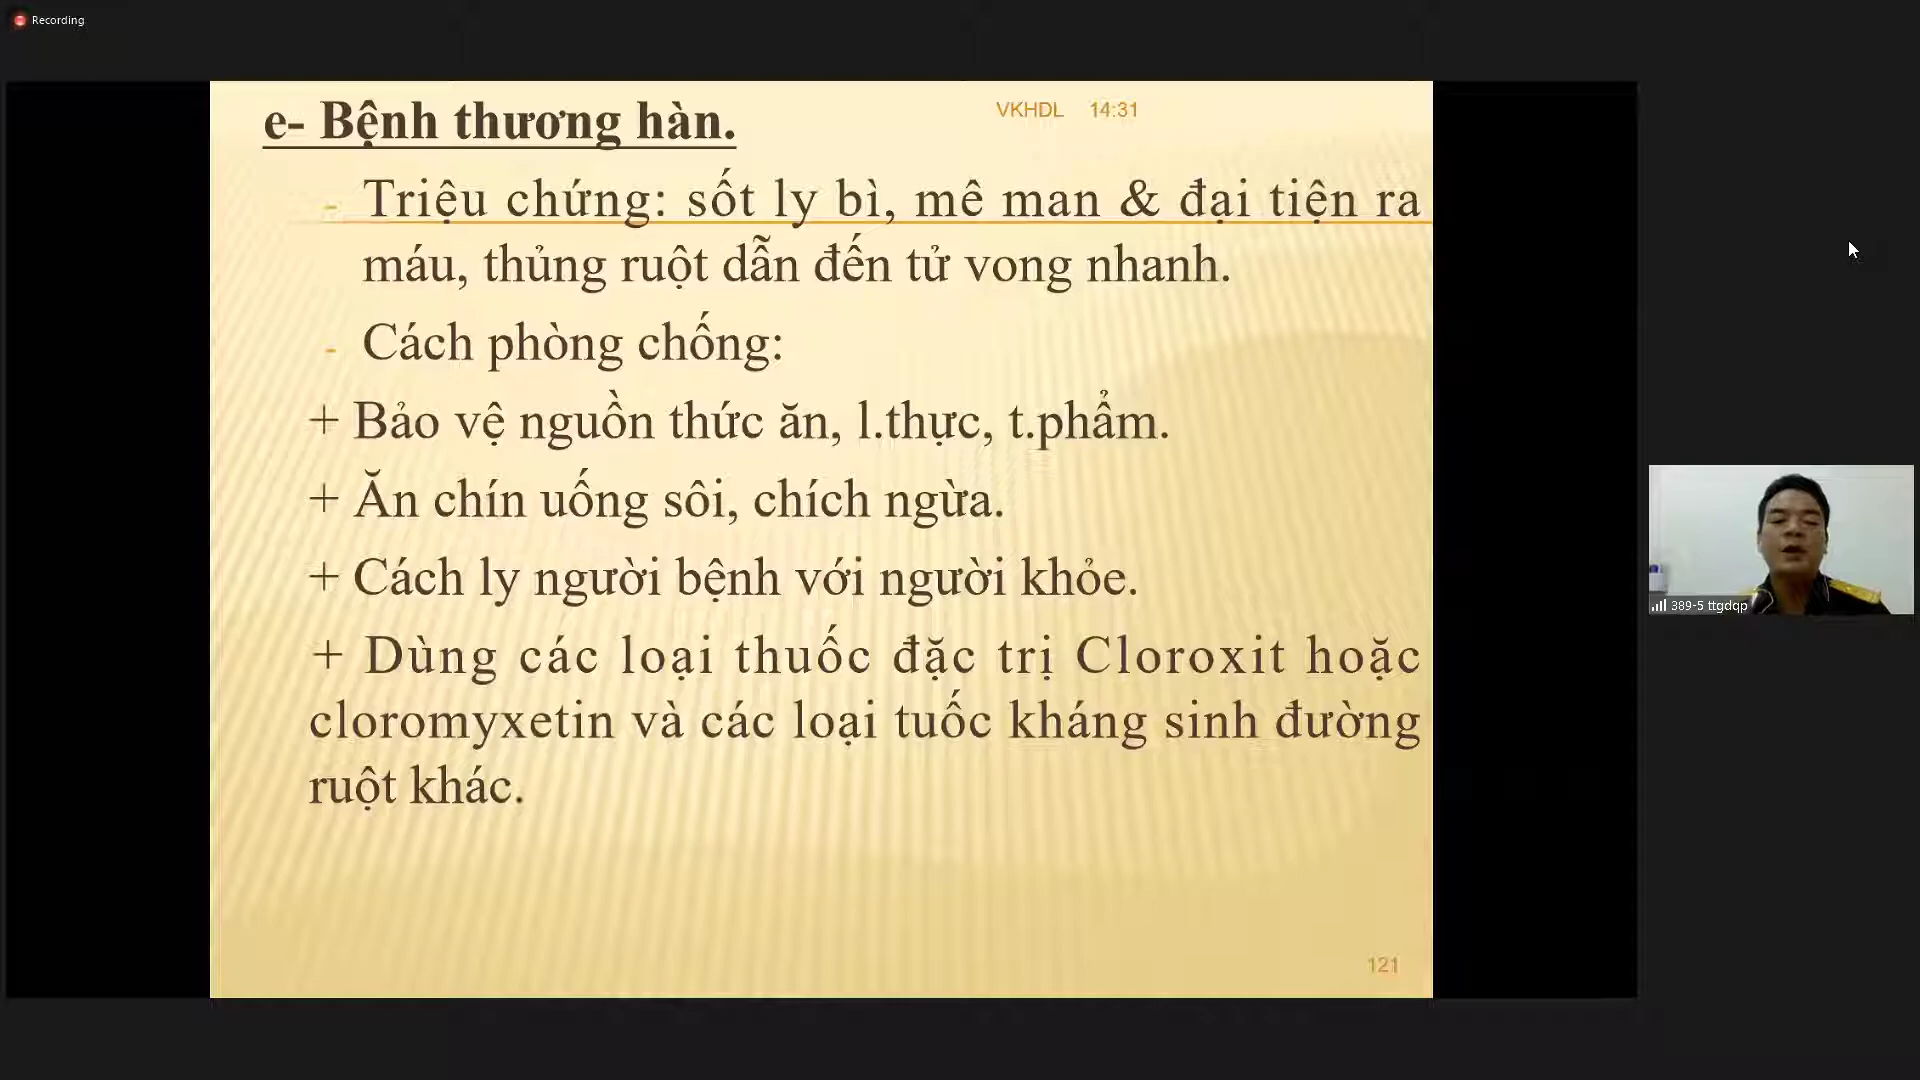 Recording
VKHDL 14:31
e- Bệnh thương hàn.
- Triệu chứng: sốt ly bì, mê man & đại tiện ra
máu, thủng ruột dẫn đến tử vong nhanh.
- Cách phòng chống:
+ Bảo vệ nguồn thức ăn, l.thực, t.phẩm.
+ Ăn chín uống sôi, chích ngừa.
+ Cách ly người bệnh với người khỏe.
+ Dùng các loại thuốc đặc trị Cloroxit hoặc
cloromyxetin và các loại tuốc kháng sinh đường
ruột khác.
121
389-5 ttgdqp